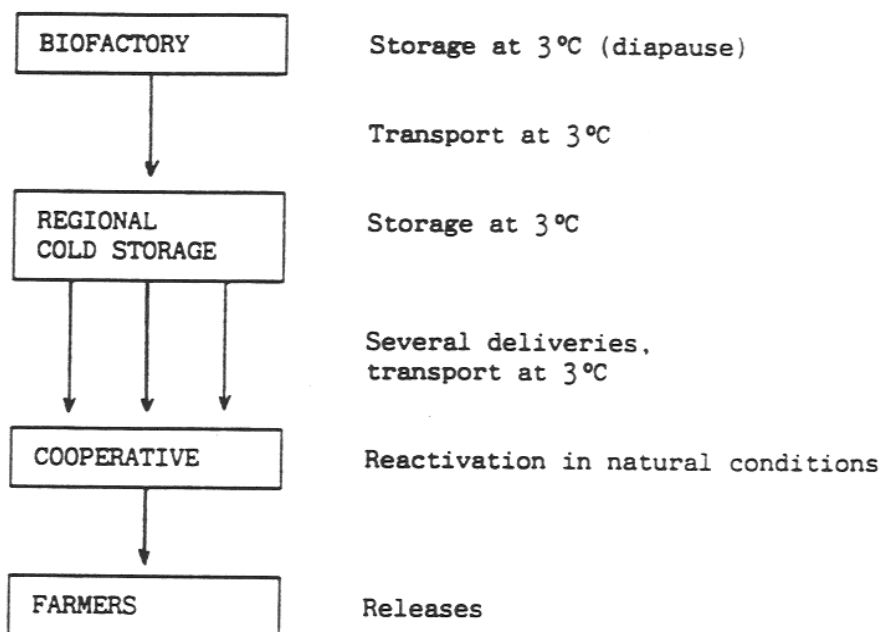 BIOFACTORY
Storage at 3°C (diapause)
Transport at 3°C
REGIONAL
COLD STORAGE
Storage at 3°C
Several deliveries,
transport at 3°C
COOPERATIVE
Reactivation in natural conditions
FARMERS
Releases